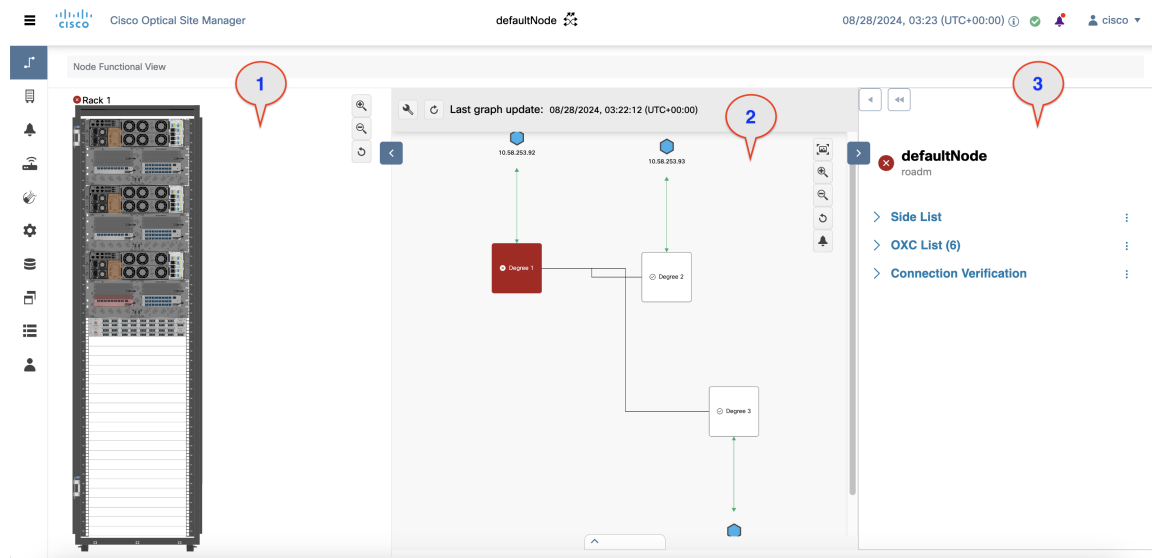 CISCO
Cisco Optical Site Manager
defaultNode
08/28/2024, 03:23 (UTC+00:00)
cisco
Node Functional View
1
2
3
Rack 1
Last graph update: 08/28/2024, 03:22:12 (UTC+00:00)
10.58.253.92
10.58.253.93
defaultNode
roadm
Side List
OXC List (6)
Connection Verification
Degree 1
Degree 2
Degree 3